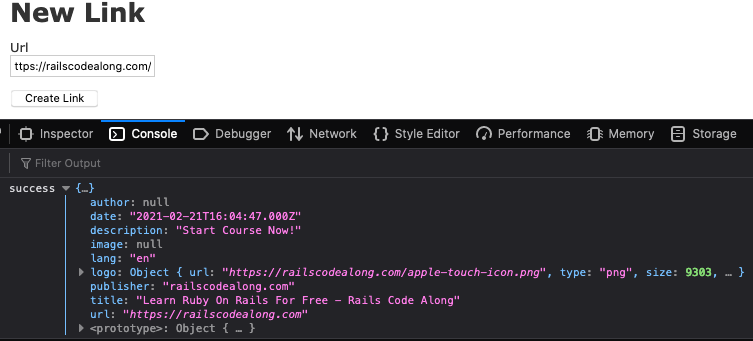 New Link
Url
ttps://railscodealong.com/
Create Link
Inspector Console Debugger Network Style Editor Performance Memory Storage
Filter Output
success {…}
author: null
date: "2021-02-21T16:04:47.000Z"
description: "Start Course Now!"
image: null
lang: "en"
logo: Object { url: "https://railscodealong.com/apple-touch-icon.png", type: "png", size: 9303, … }
publisher: "railscodealong.com"
title: "Learn Ruby On Rails For Free - Rails Code Along"
url: "https://railscodealong.com"
<prototype>: Object { … }